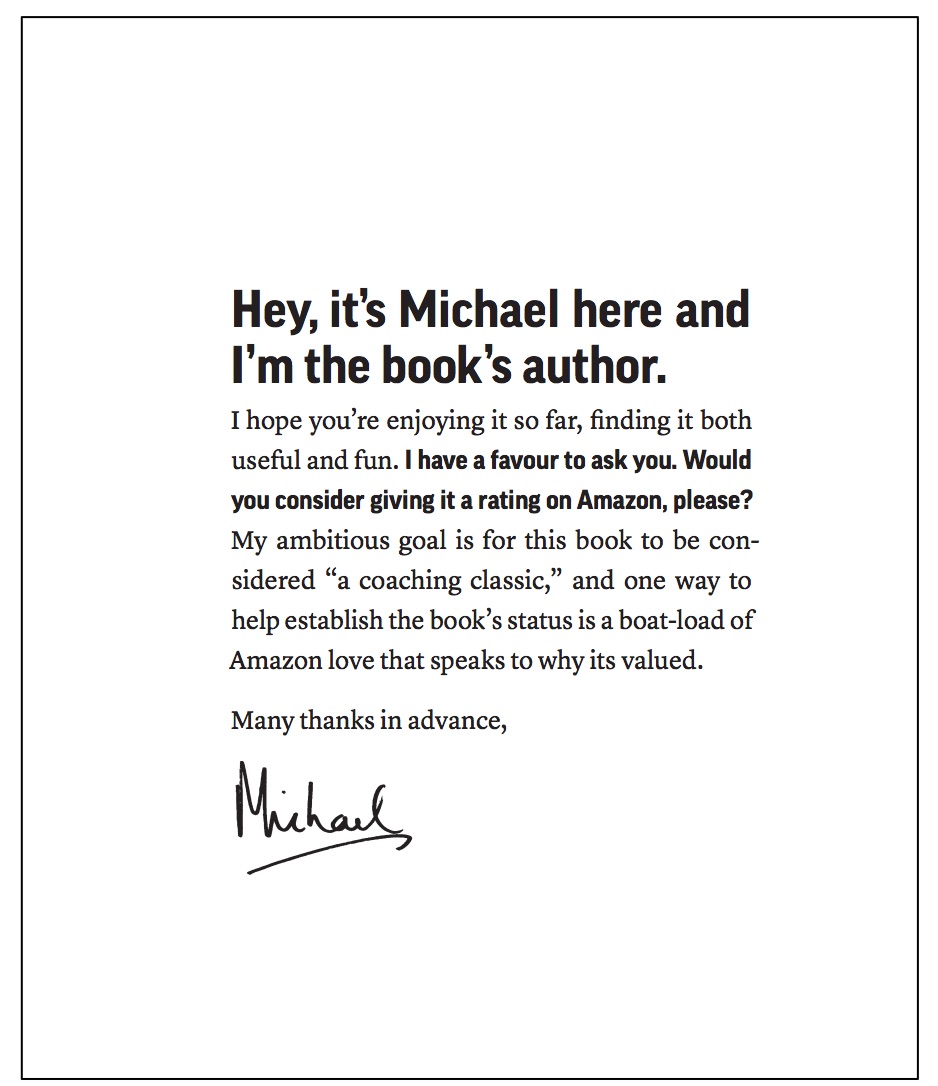 Hey, it’s Michael here and
I’m the book’s author.
I hope you’re enjoying it so far, finding it both
useful and fun. I have a favour to ask you. Would
you consider giving it a rating on Amazon, please?
My ambitious goal is for this book to be con-
sidered “a coaching classic,” and one way to
help establish the book’s status is a boat-load of
Amazon love that speaks to why its valued.
Many thanks in advance,
Michael